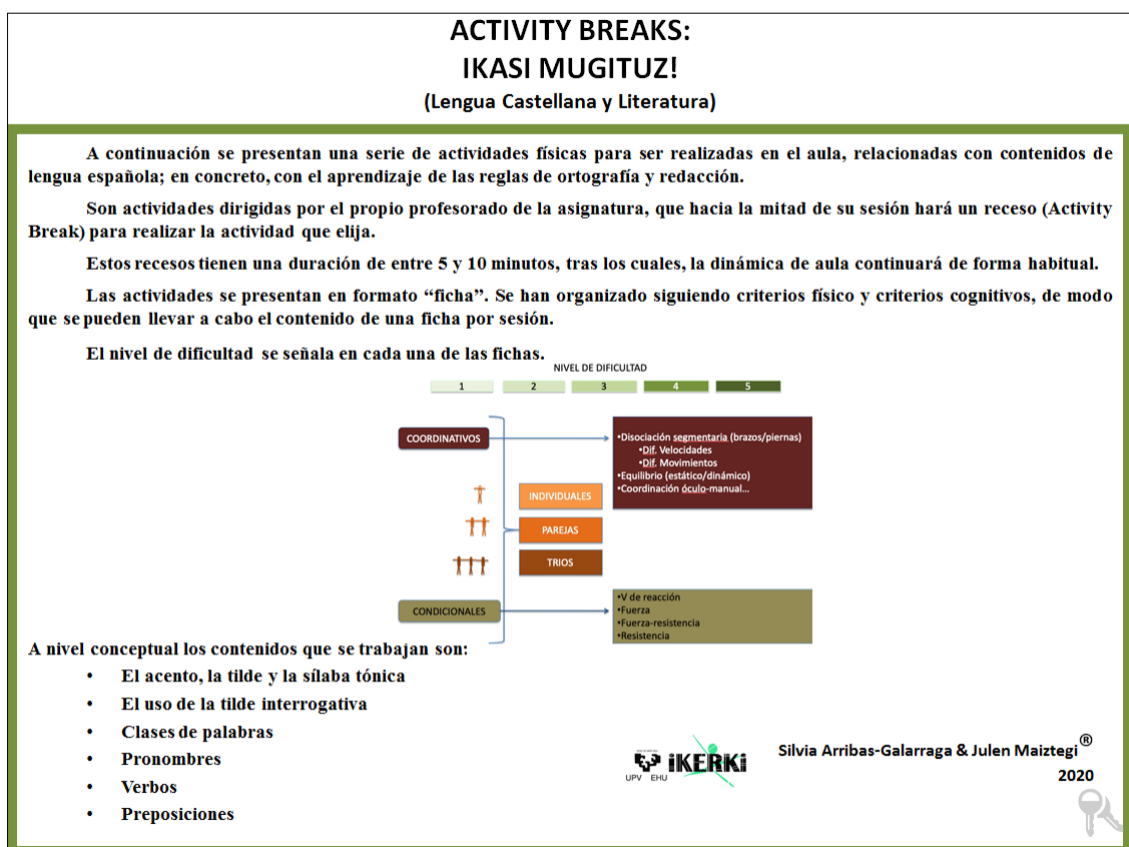 ACTIVITY BREAKS:
IKASI MUGITUZ!
(Lengua Castellana y Literatura)
A continuación se presentan una serie de actividades físicas para ser realizadas en el aula, relacionadas con contenidos de
lengua española; en concreto, con el aprendizaje de las reglas de ortografía y redacción.
Son actividades dirigidas por el propio profesorado de la asignatura, que hacia la mitad de su sesión hará un receso (Activity
Break) para realizar la actividad que elija.
Estos recesos tienen una duración de entre 5 y 10 minutos, tras los cuales, la dinámica de aula continuará de forma habitual.
Las actividades se presentan en formato “ficha”. Se han organizado siguiendo criterios físico y criterios cognitivos, de modo
que se pueden llevar a cabo el contenido de una ficha por sesión.
El nivel de dificultad se señala en cada una de las fichas.
NIVEL DE DIFICULTAD
1 2 3 4 5
COORDINATIVOS
•Disociación segmentaria (brazos/piernas)
•Dif. Velocidades
•Dif. Movimientos
•Equilibrio (estático/dinámico)
•Coordinación óculo-manual...
INDIVIDUALES
PAREJAS
TRIOS
CONDICIONALES
•V de reacción
•Fuerza
•Fuerza-resistencia
•Resistencia
A nivel conceptual los contenidos que se trabajan son:
• El acento, la tilde y la sílaba tónica
• El uso de la tilde interrogativa
• Clases de palabras
• Pronombres
• Verbos
• Preposiciones
UPV EHU
iKERKi
Silvia Arribas-Galarraga & Julen Maiztegi ®
2020